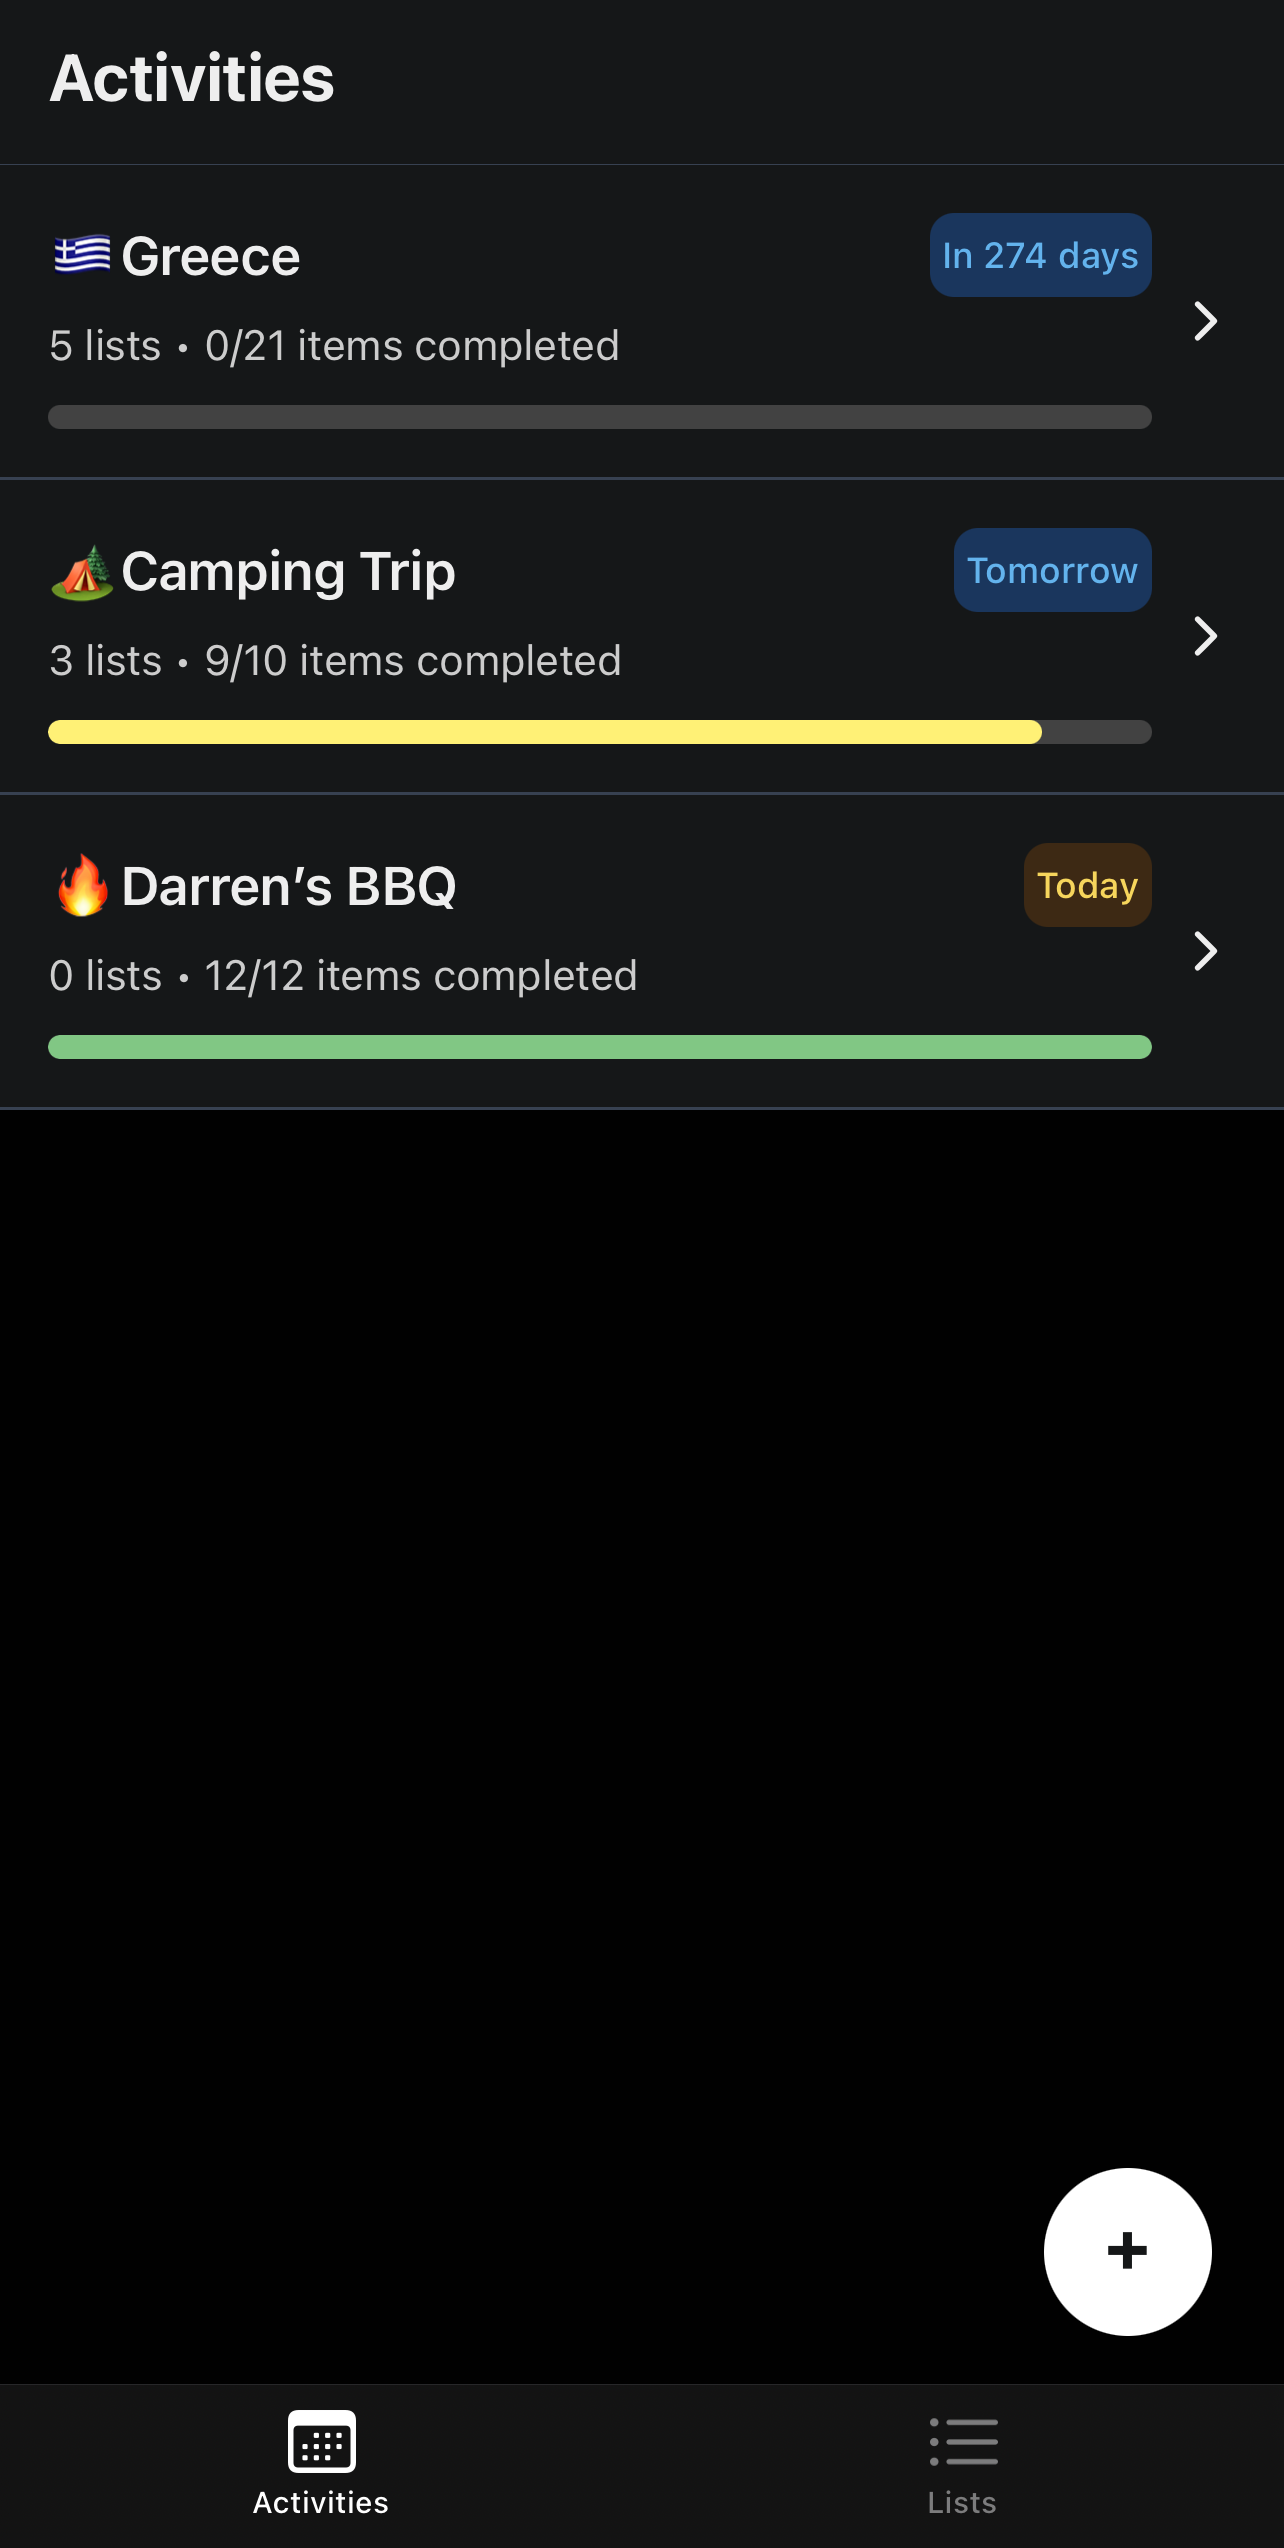 Activities
🇬🇷 Greece
In 274 days
5 lists • 0/21 items completed
🏕️ Camping Trip
Tomorrow
3 lists • 9/10 items completed
🔥 Darren’s BBQ
Today
0 lists • 12/12 items completed
+
Activities
Lists